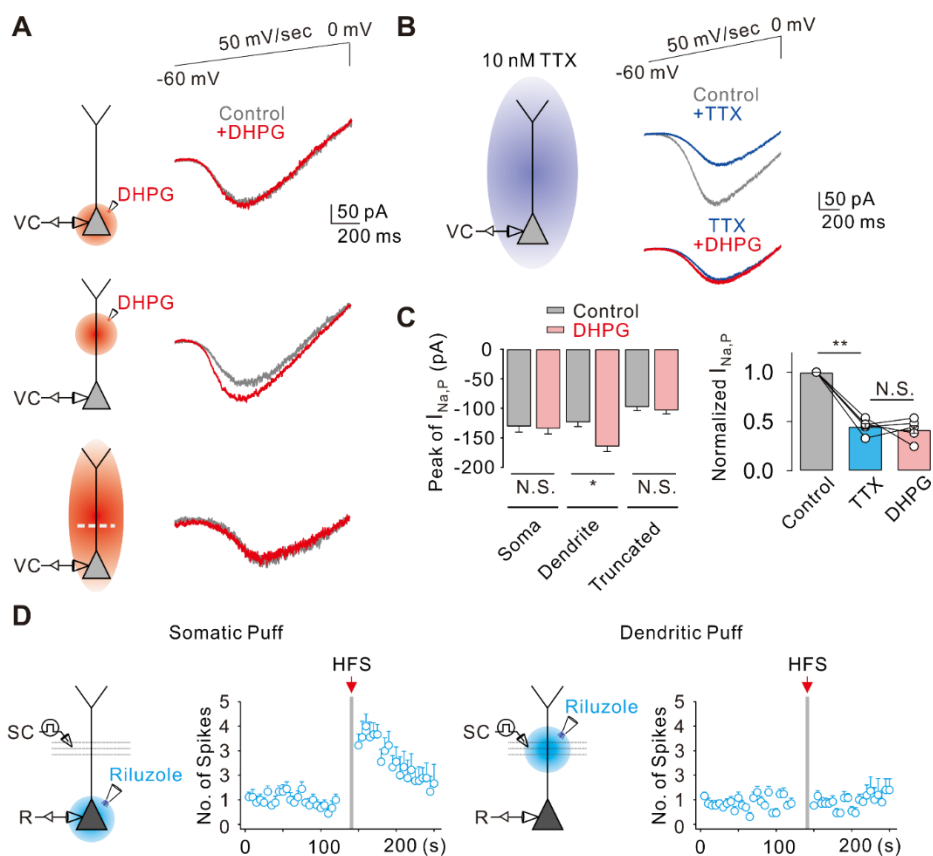 A
50 mV/sec
0 mV
-60 mV
Control
+DHPG
DHPG
VC
50 pA
200 ms
DHPG
VC
VC
B
10 nM TTX
50 mV/sec
0 mV
-60 mV
Control
+TTX
VC
TTX
+DHPG
50 pA
200 ms
C
Control
DHPG
Peak of I Na,P (pA)
0
-50
-100
-150
-200
N.S.
*
N.S.
Soma
Dendrite
Truncated
Normalized I Na,P
**
N.S.
1.0
0.5
0.0
Control
TTX
DHPG
D
Somatic Puff
SC
Riluzole
R
HFS
No. of Spikes
5
4
3
3
1
0
0
100
200 (s)
Dendritic Puff
SC
Riluzole
R
HFS
No. of Spikes
5
4
3
3
1
0
0
100
200 (s)